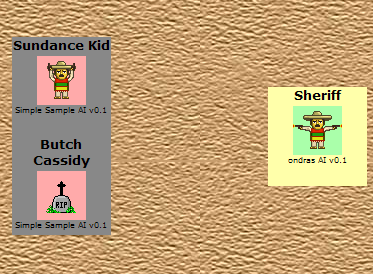 Sundance Kid
Simple Sample AI v0.1
Butch
Cassidy
RIP
Simple Sample AI v0.1
Sheriff
ondras AI v0.1